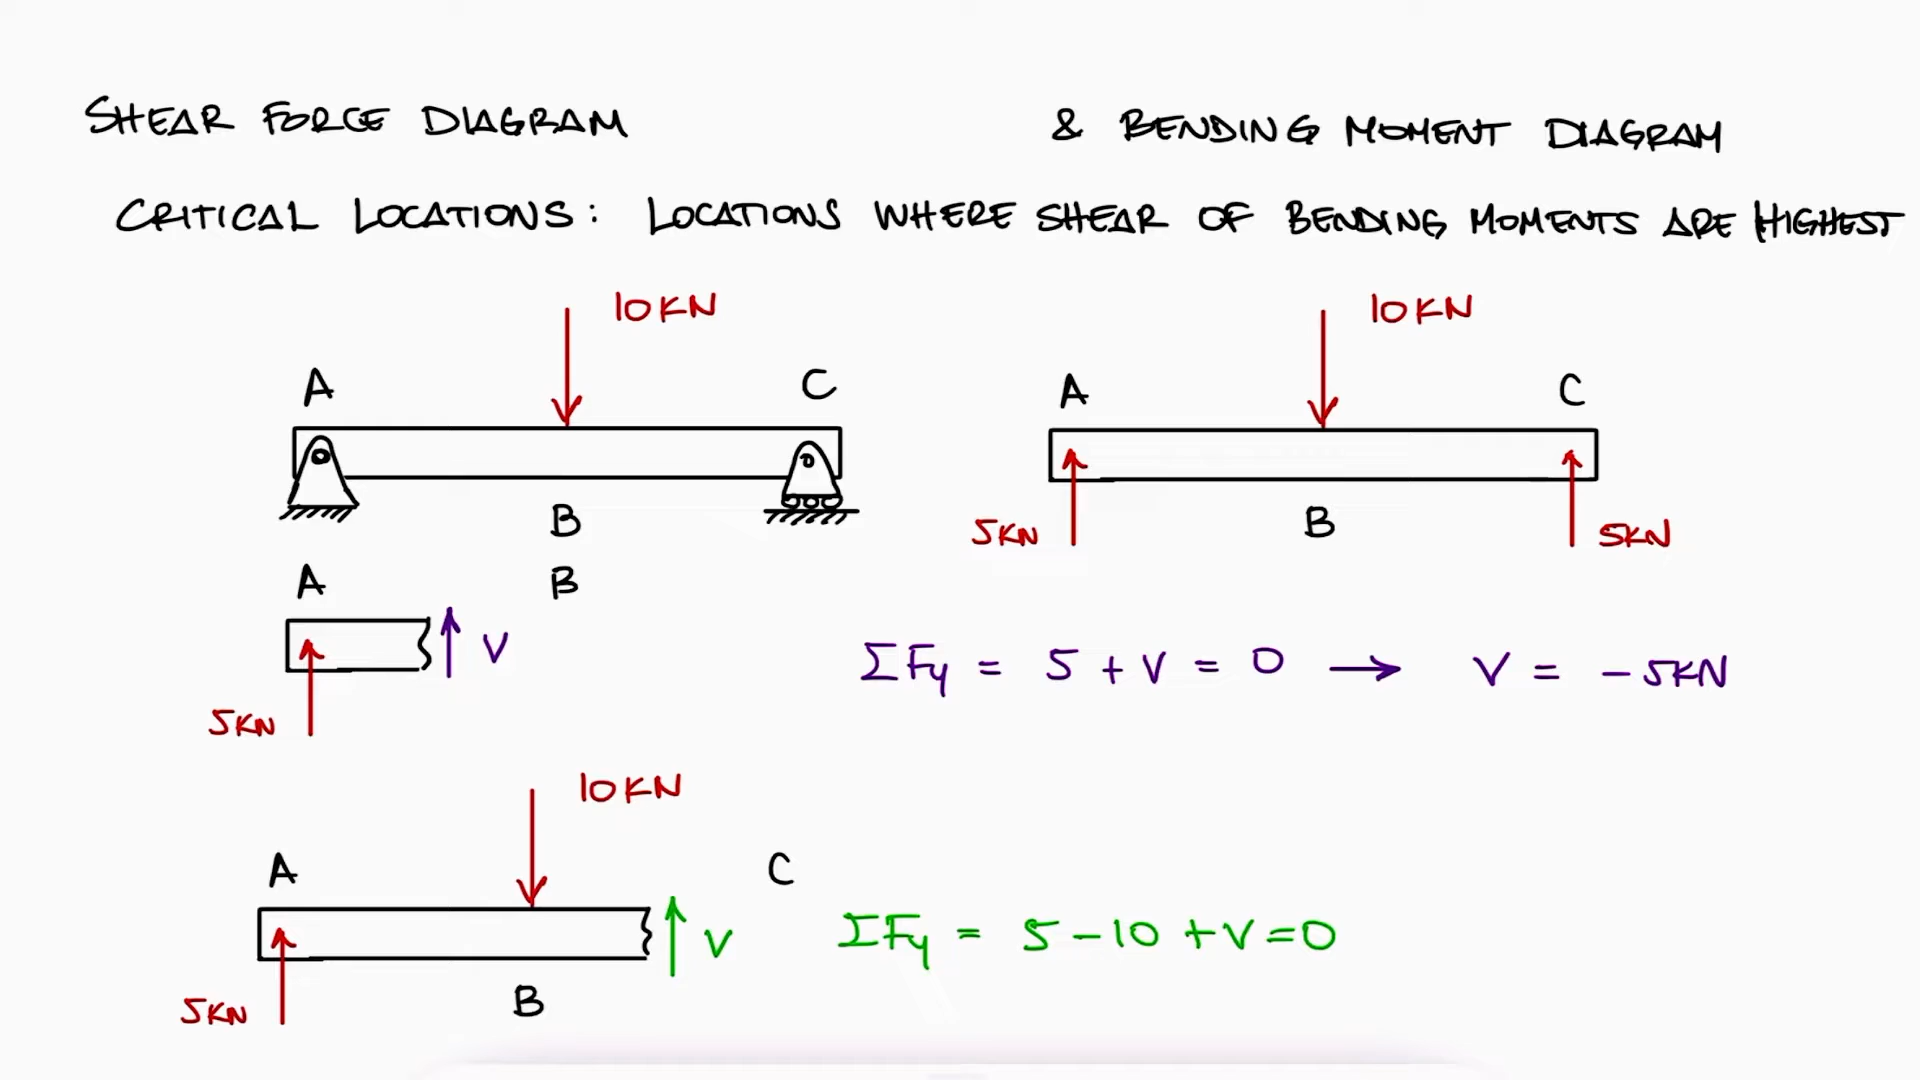 SHEAR FORCE DIAGRAM & BENDING MOMENT DIAGRAM
CRITICAL LOCATIONS: LOCATIONS WHERE SHEAR OF BENDING MOMENTS ARE HIGHEST
10KN
A
C
B
10KN
A
C
5KN
B
5KN
A
B
V
5KN
ΣFy = 5 + V = 0 → V = -5KN
10KN
A
C
V
5KN
B
ΣFy = 5 - 10 + V = 0